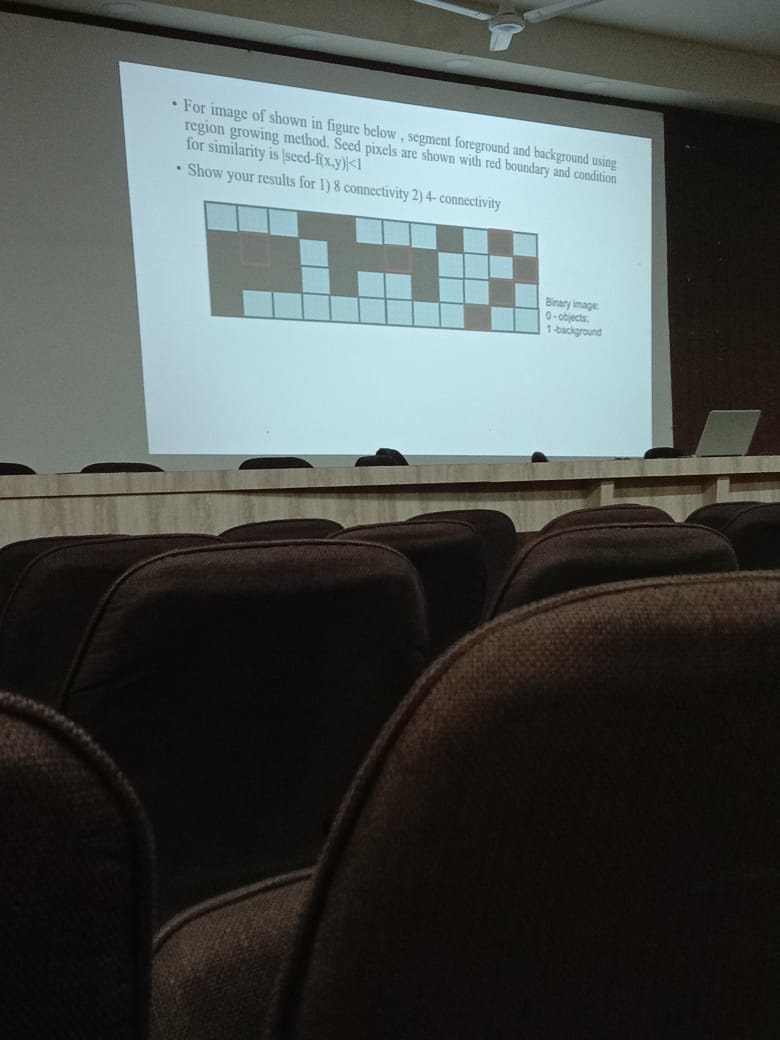 • For image of shown in figure below , segment foreground and background using
region growing method. Seed pixels are shown with red boundary and condition
for similarity is |seed-f(x,y)|<1
• Show your results for 1) 8 connectivity 2) 4- connectivity
Binary image:
0 - objects;
1 -background